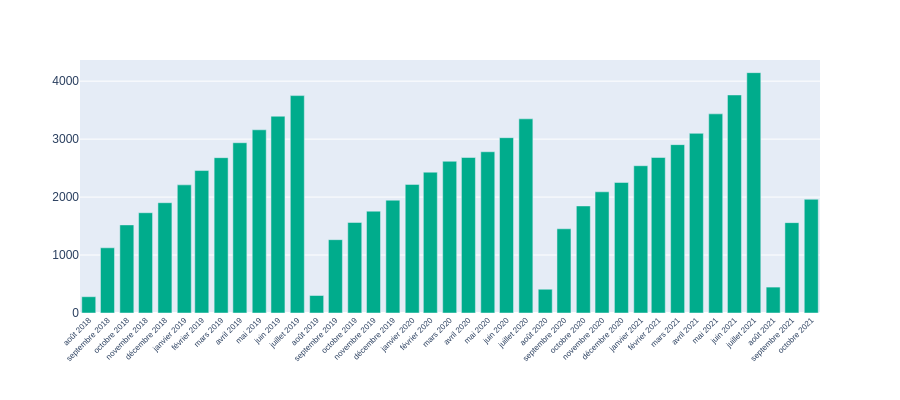 4000
3000
2000
1000
0
août 2018
septembre 2018
octobre 2018
novembre 2018
décembre 2018
janvier 2019
février 2019
mars 2019
avril 2019
mai 2019
juin 2019
juillet 2019
août 2019
septembre 2019
octobre 2019
novembre 2019
décembre 2019
janvier 2020
février 2020
mars 2020
avril 2020
mai 2020
juin 2020
juillet 2020
août 2020
septembre 2020
octobre 2020
novembre 2020
décembre 2020
janvier 2021
février 2021
mars 2021
avril 2021
mai 2021
juin 2021
juillet 2021
août 2021
septembre 2021
octobre 2021